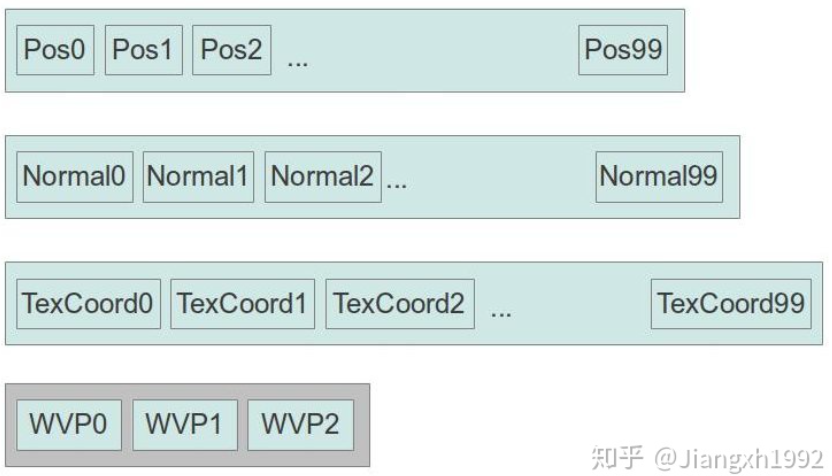 Pos0 Pos1 Pos2 ... Pos99
Normal0 Normal1 Normal2 ... Normal99
TexCoord0 TexCoord1 TexCoord2 ... TexCoord99
WVP0 WVP1 WVP2
知乎 @Jiangxh1992